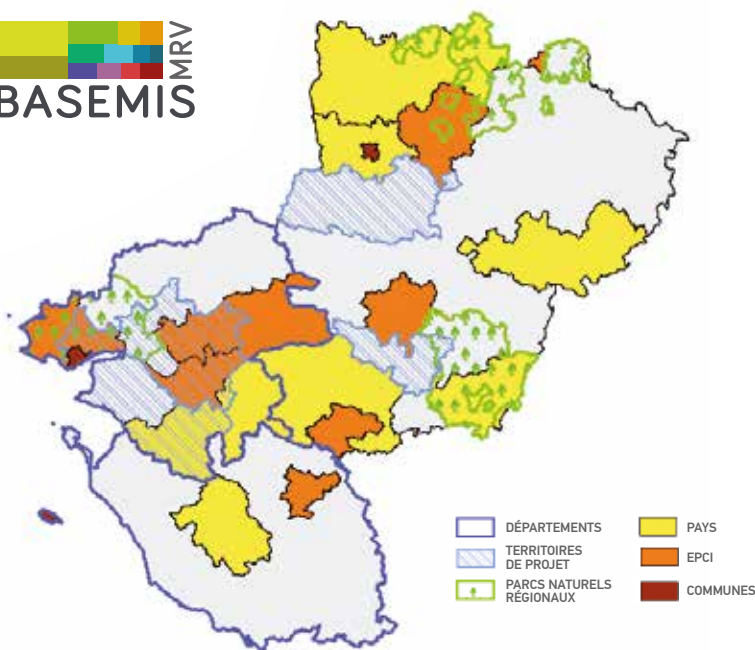 MRV
BASEMIS
DÉPARTEMENTS
TERRITOIRES
DE PROJET
PARCS NATURELS
RÉGIONAUX
PAYS
EPCI
COMMUNES